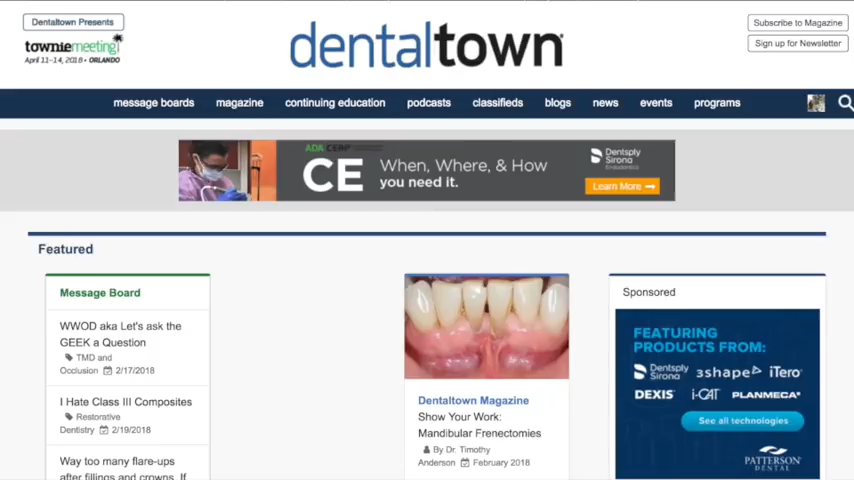 Dentaltown Presents
towniemeeting
April 11–14, 2018 • ORLANDO
dentaltown
Subscribe to Magazine
Sign up for Newsletter
message boards magazine continuing education podcasts classifieds blogs news events programs
ADA CERP
CE When, Where, & How
you need it.
Dentsply
Sirona
Endodontics
Learn More
Featured
Message Board
WWOD aka Let's ask the
GEEK a Question
TMD and
Occlusion 2/17/2018
I Hate Class III Composites
Restorative
Dentistry 2/19/2018
Way too many flare-ups
after fillings and crowns. If
Dentaltown Magazine
Show Your Work:
Mandibular Frenectomies
By Dr. Timothy
Anderson February 2018
Sponsored
FEATURING
PRODUCTS FROM:
Dentsply
Sirona
3shape
iTero
DEXIS i-CAT PLANMECA
See all technologies
PATTERSON
DENTAL